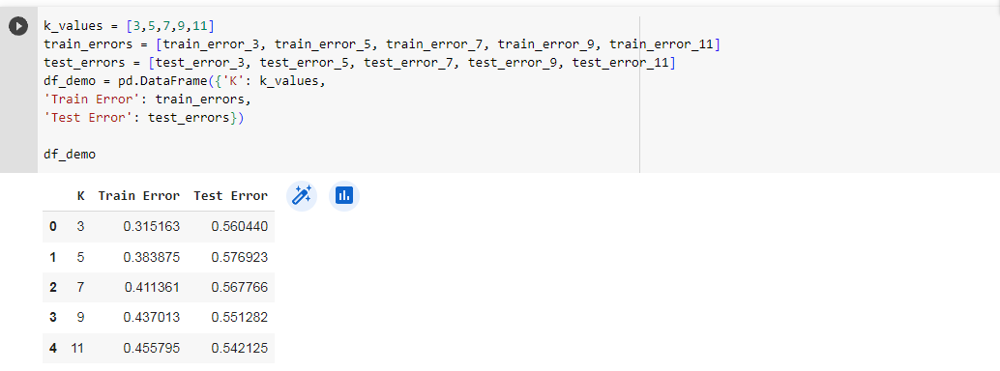 k_values = [3,5,7,9,11]
train_errors = [train_error_3, train_error_5, train_error_7, train_error_9, train_error_11]
test_errors = [test_error_3, test_error_5, test_error_7, test_error_9, test_error_11]
df_demo = pd.DataFrame({'K': k_values,
'Train Error': train_errors,
'Test Error': test_errors})
df_demo
K Train Error Test Error
0 3 0.315163 0.560440
1 5 0.383875 0.576923
2 7 0.411361 0.567766
3 9 0.437013 0.551282
4 11 0.455795 0.542125